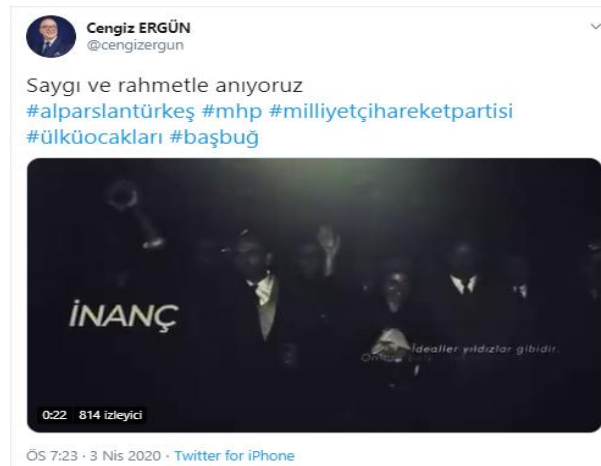 Cengiz ERGÜN
@cengizergun
Saygı ve rahmetle anıyoruz
#alparslantürkeş #mhp #milliyetçihareketpartisi
#ülküocakları #başbuğ
İNANÇ
İdealler yıldızlar gibidir.
0:22 814 izleyici
ÖS 7:23 · 3 Nis 2020 · Twitter for iPhone